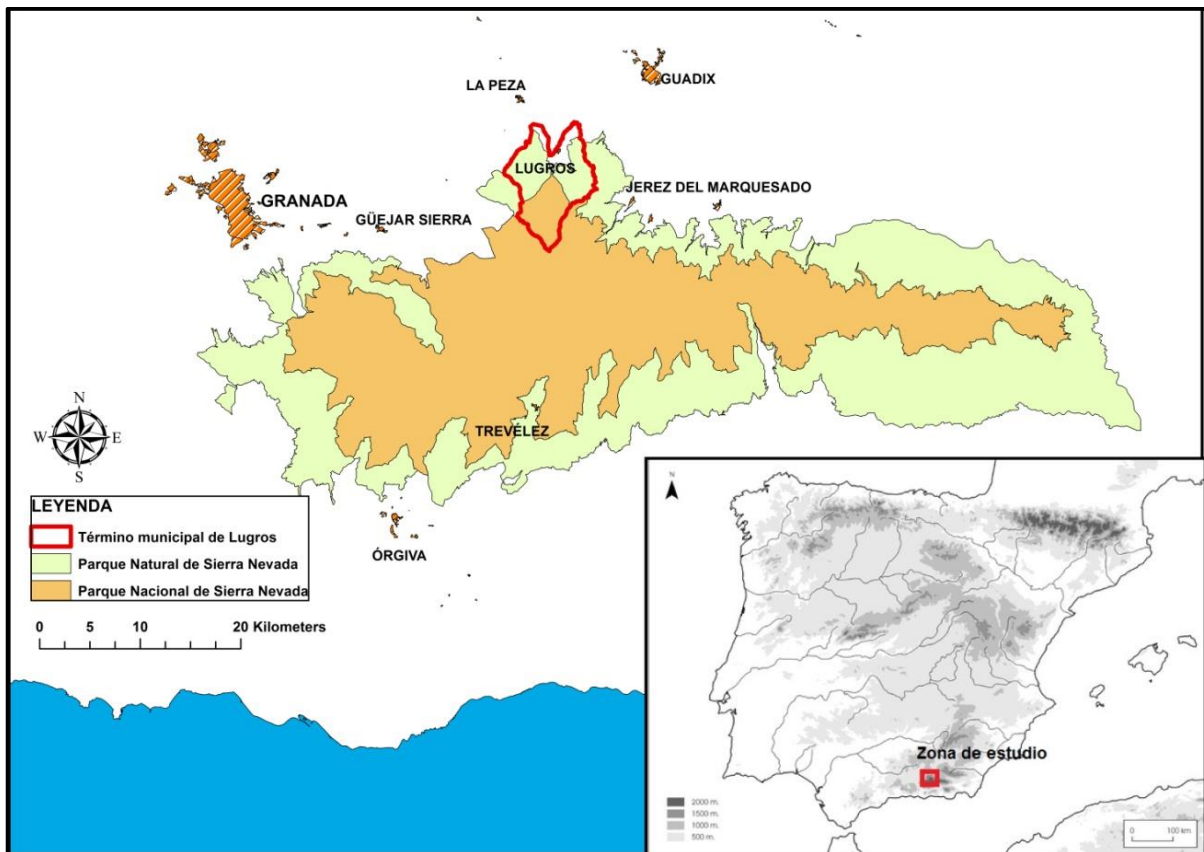 GUADIX
LA PEZA
LUGROS
JEREZ DEL MARQUESADO
GRANADA
GÜEJAR SIERRA
N
W E
S
TREVÉLEZ
ÓRGIVA
LEYENDA
Término municipal de Lugros
Parque Natural de Sierra Nevada
Parque Nacional de Sierra Nevada
0 5 10 20 Kilometers
N
Zona de estudio
2000 m.
1500 m.
1000 m.
500 m.
0 100 km